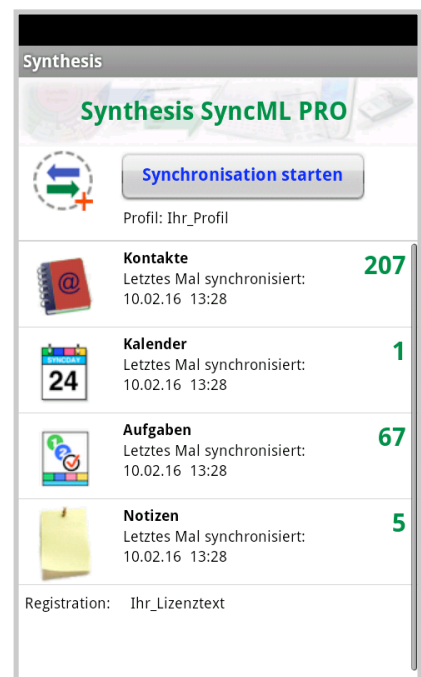 Synthesis
Synthesis SyncML PRO
Synchronisation starten
Profil: Ihr_Profil
Kontakte
207
Letztes Mal synchronisiert:
10.02.16 13:28
@
Kalender
1
Letztes Mal synchronisiert:
10.02.16 13:28
SYNCDAY
24
Aufgaben
67
Letztes Mal synchronisiert:
10.02.16 13:28
1
2
Notizen
5
Letztes Mal synchronisiert:
10.02.16 13:28
Registration: Ihr_Lizenztext